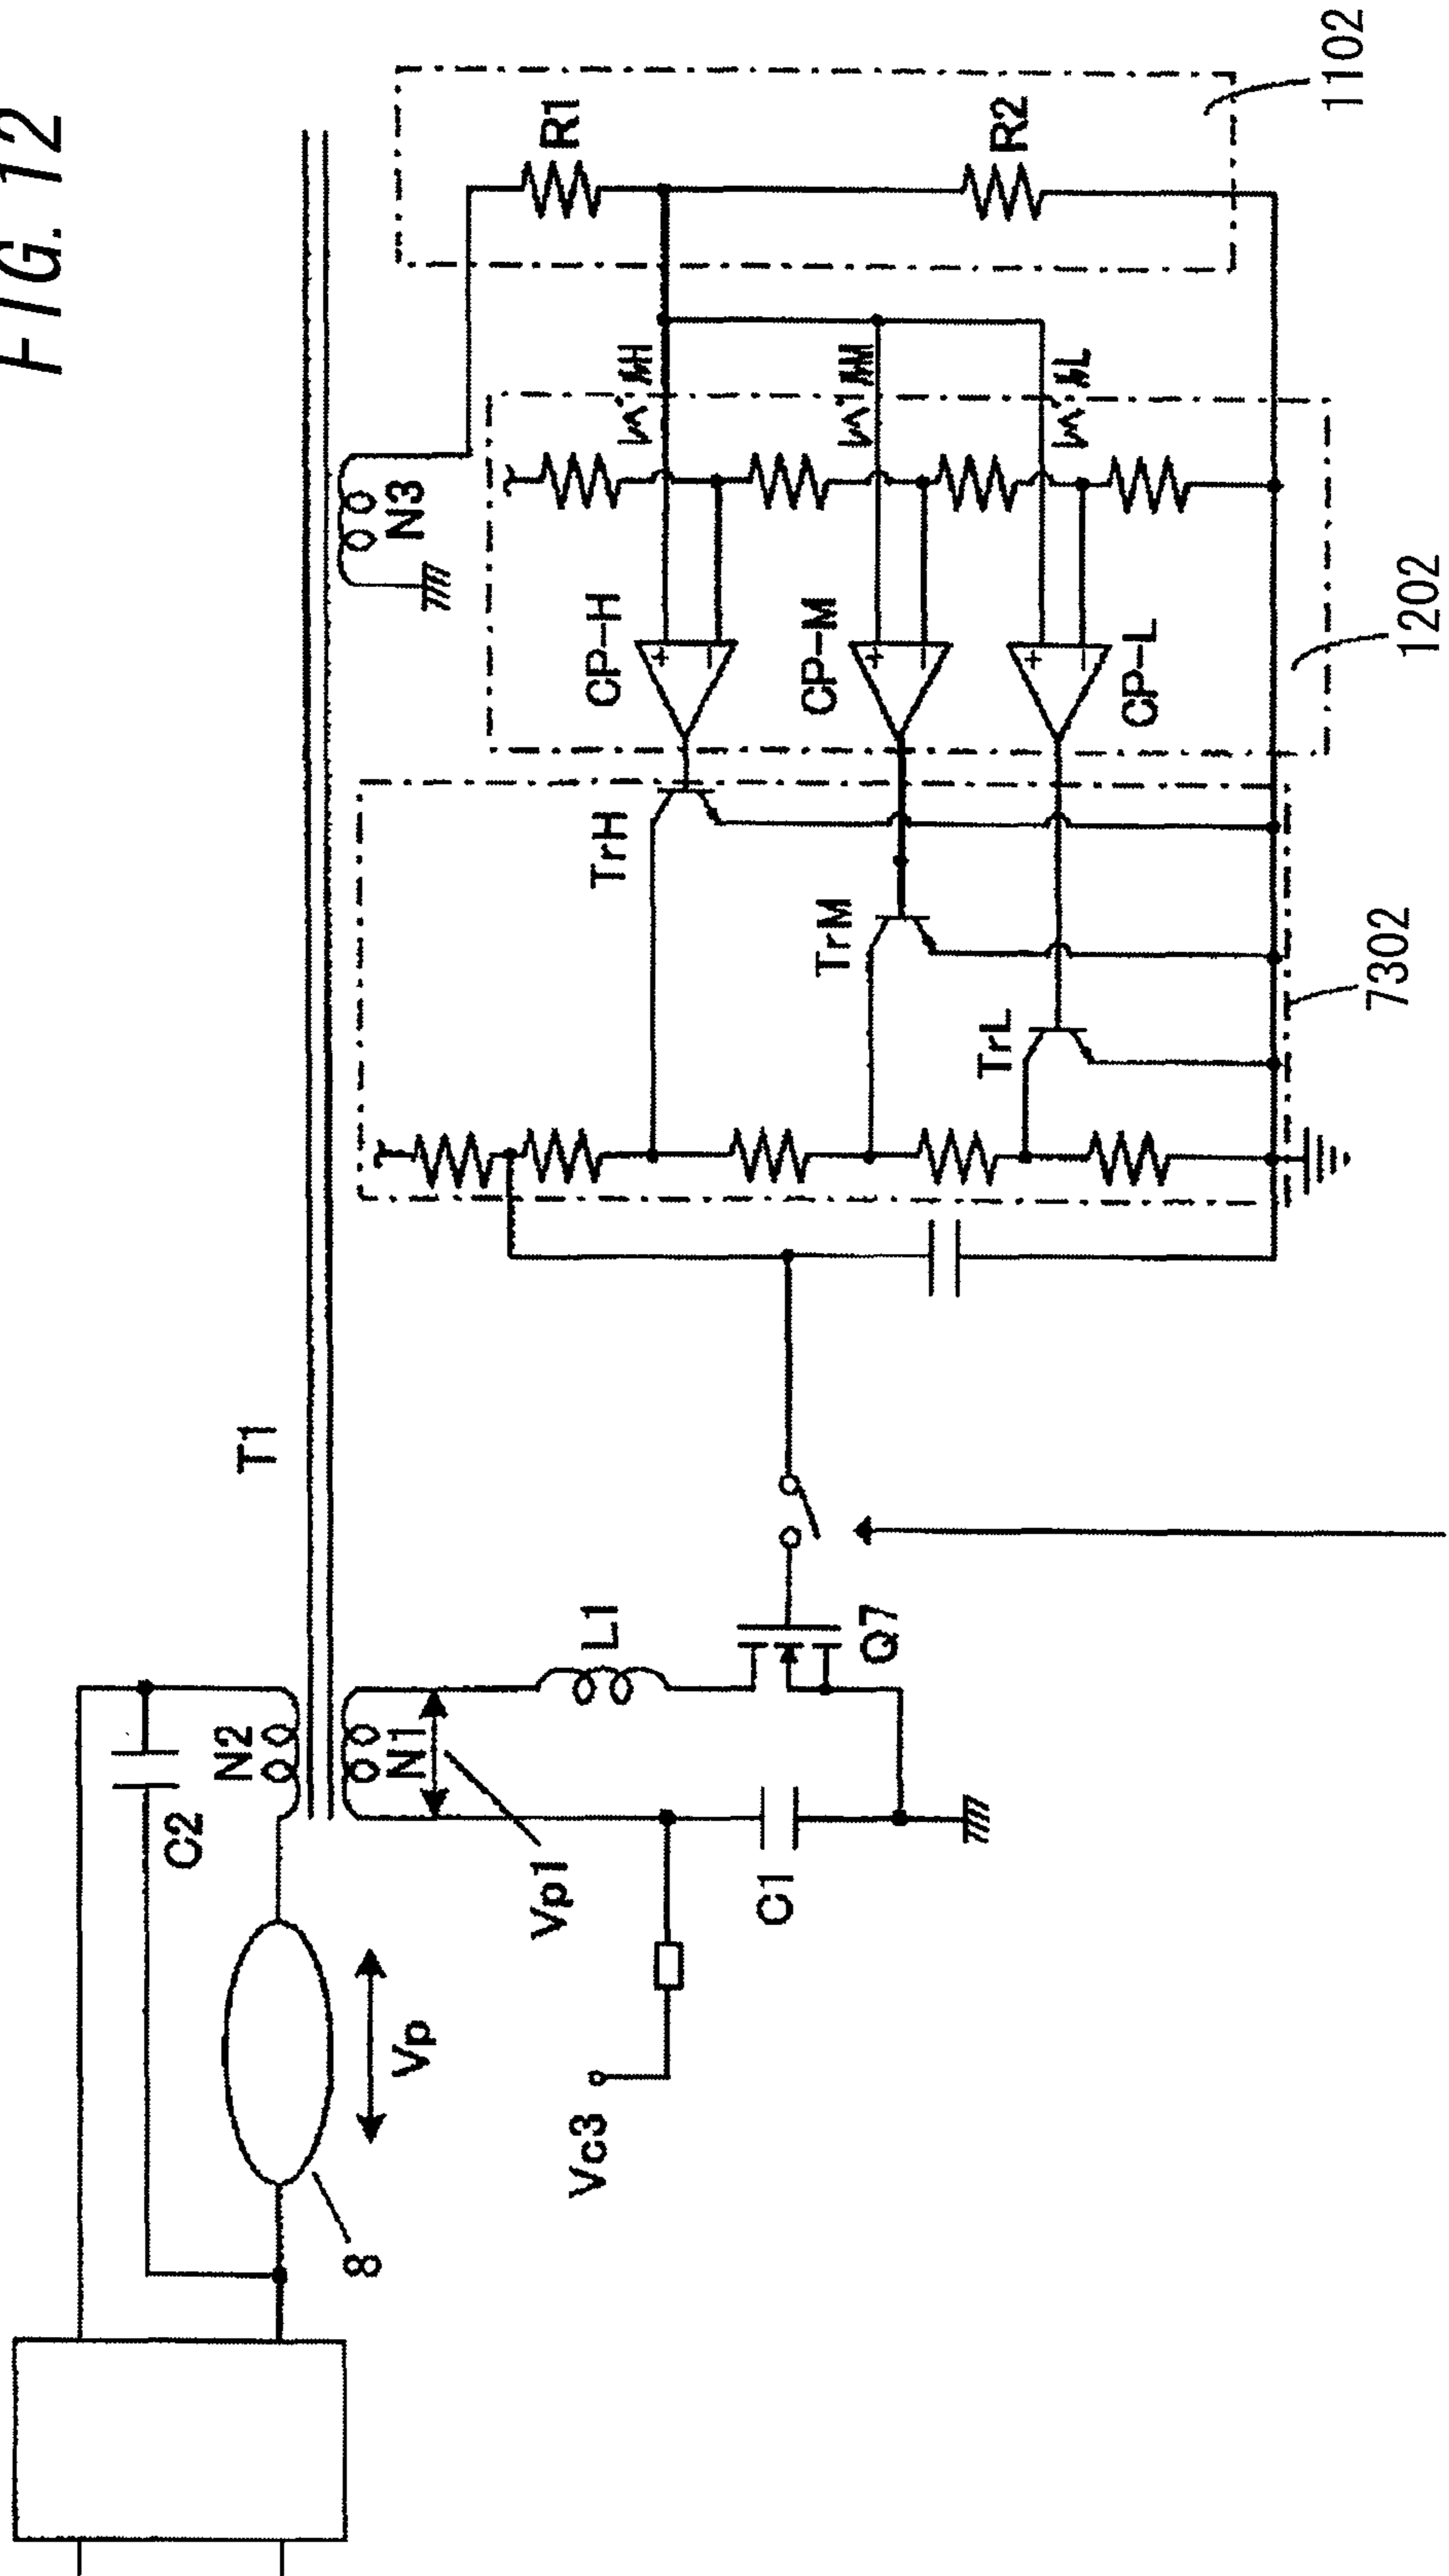 FIG. 12
T1
C2
N2
N1
N3
8
Vp
Vp1
L1
Vc3
C1
Q7
R1
R2
1102
CP-H
CP-M
CP-L
1202
TrH
TrM
TrL
7302
+
−
+
−
+
−